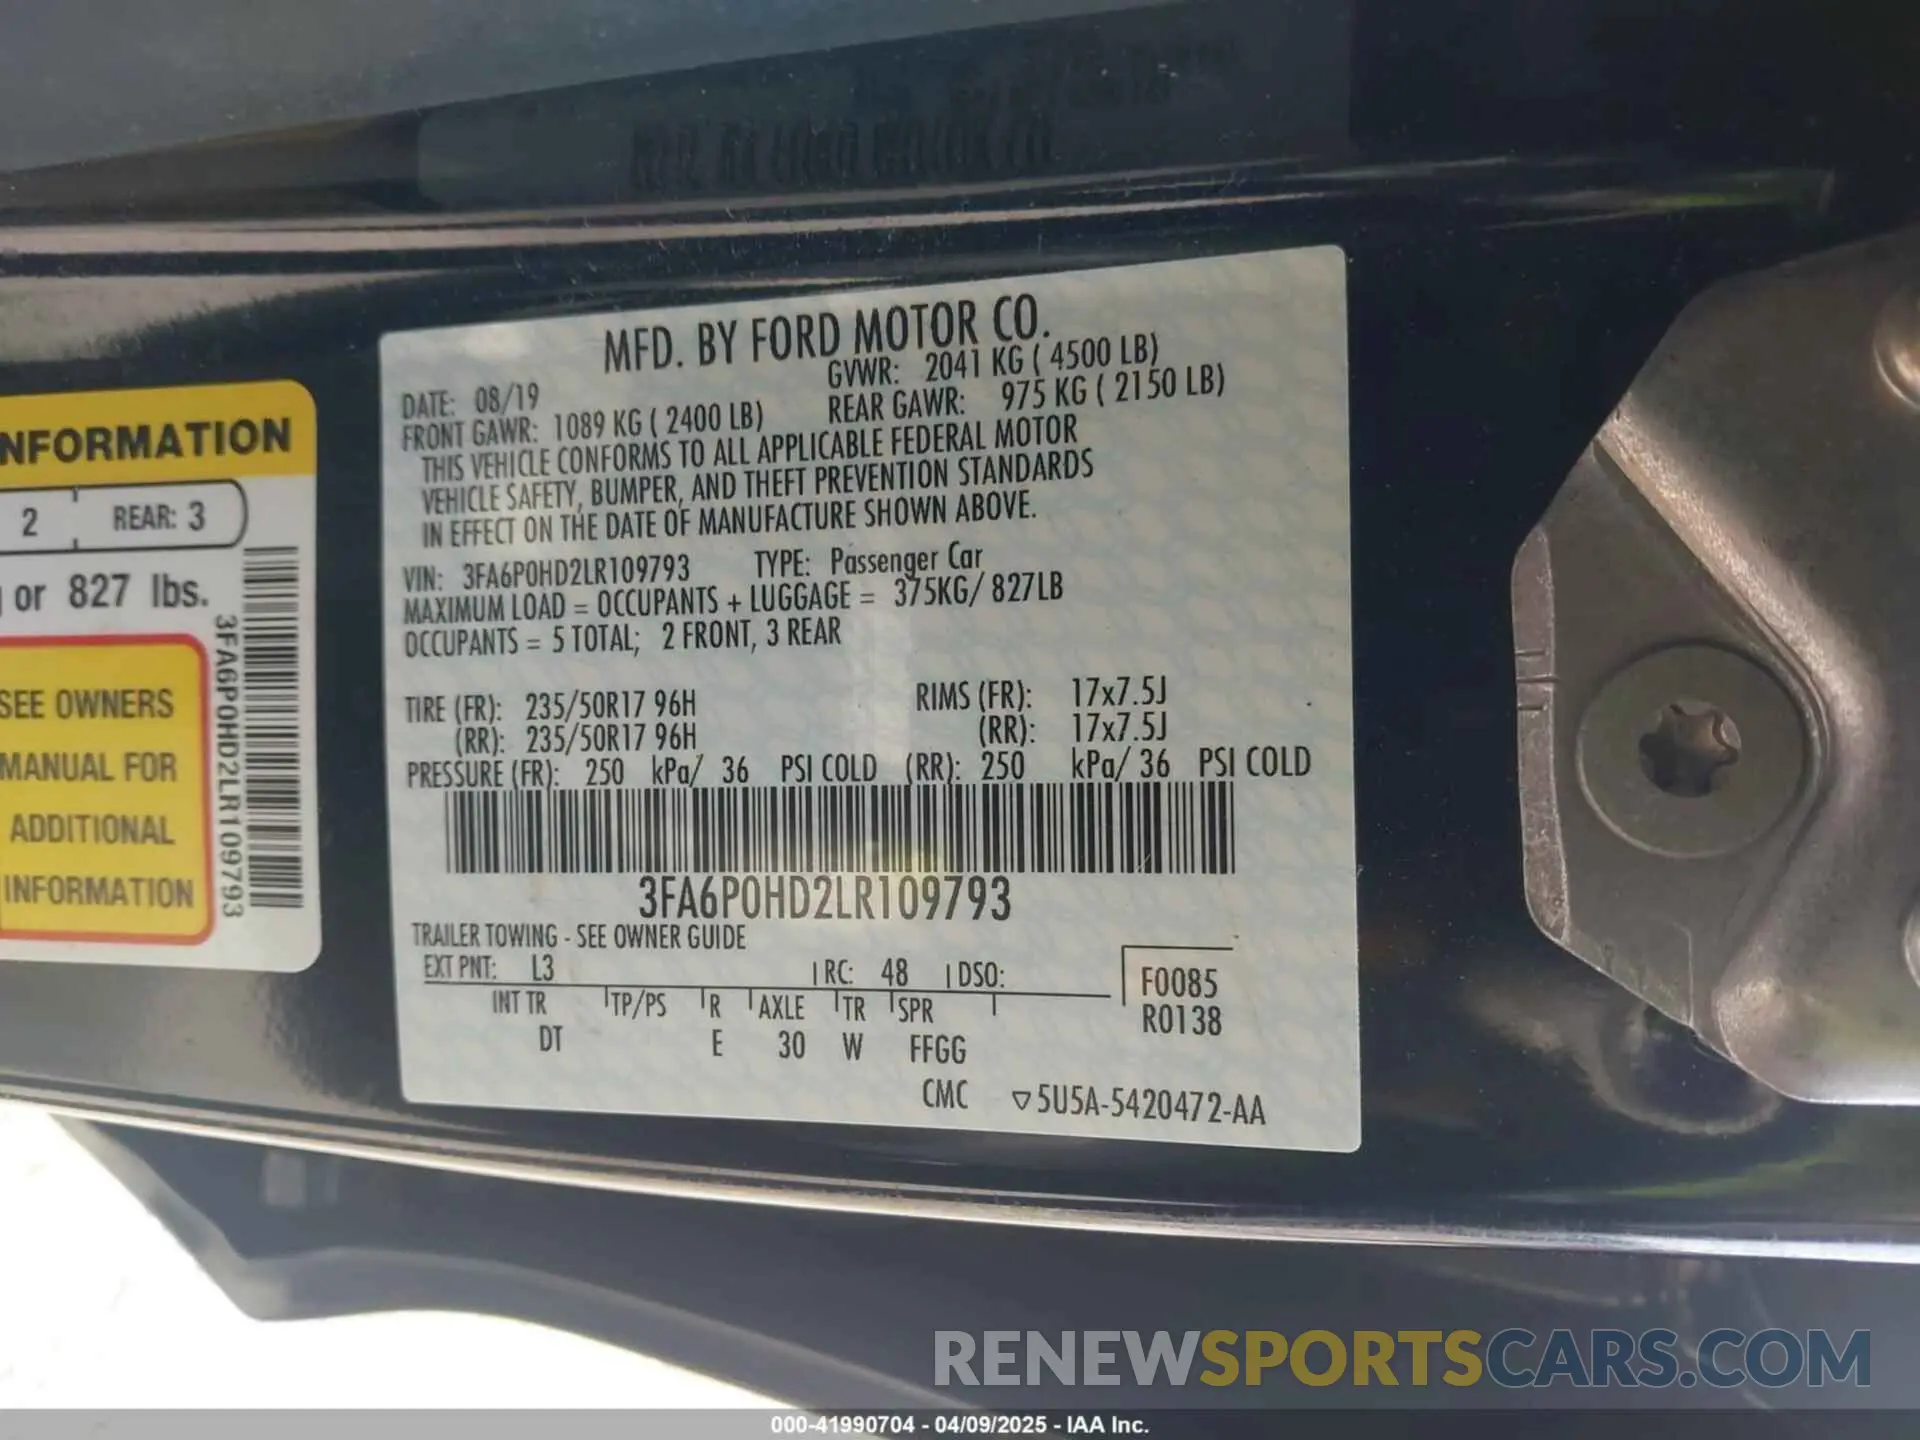 MFD. BY FORD MOTOR CO.
DATE: 08/19 GVWR: 2041 KG ( 4500 LB)
FRONT GAWR: 1089 KG ( 2400 LB) REAR GAWR: 975 KG ( 2150 LB)
THIS VEHICLE CONFORMS TO ALL APPLICABLE FEDERAL MOTOR
VEHICLE SAFETY, BUMPER, AND THEFT PREVENTION STANDARDS
IN EFFECT ON THE DATE OF MANUFACTURE SHOWN ABOVE.
VIN: 3FA6P0HD2LR109793 TYPE: Passenger Car
MAXIMUM LOAD = OCCUPANTS + LUGGAGE = 375KG/ 827LB
OCCUPANTS = 5 TOTAL; 2 FRONT, 3 REAR
TIRE (FR): 235/50R17 96H RIMS (FR): 17x7.5J
(RR): 235/50R17 96H (RR): 17x7.5J
PRESSURE (FR): 250 kPa/ 36 PSI COLD (RR): 250 kPa/ 36 PSI COLD
3FA6P0HD2LR109793
TRAILER TOWING - SEE OWNER GUIDE
EXT PNT: L3 RC: 48 DSO:
INT TR TP/PS R AXLE TR SPR
DT E 30 W FFGG
F0085
R0138
CMC ▽5U5A-5420472-AA
NFORMATION
2 REAR: 3
or 827 lbs.
3FA6P0HD2LR109793
SEE OWNERS
MANUAL FOR
ADDITIONAL
INFORMATION
RENEWSPORTSCARS.COM
000-41990704 - 04/09/2025 - IAA Inc.